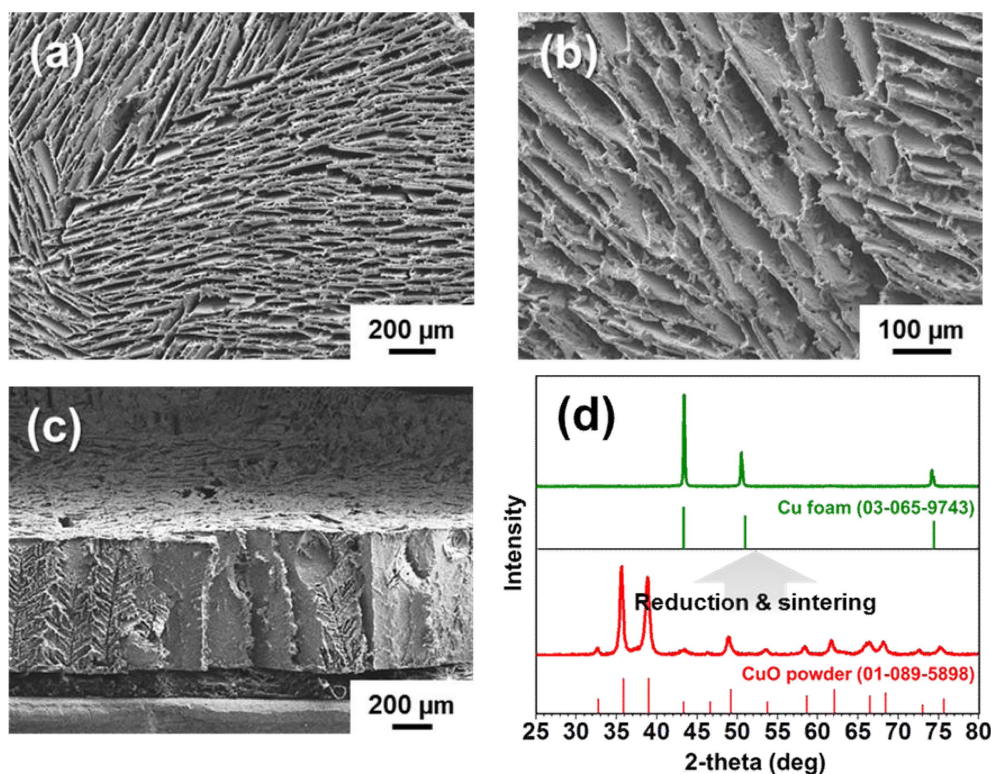 (a)
200 µm
(b)
100 µm
(c)
200 µm
(d)
Cu foam (03-065-9743)
Reduction & sintering
CuO powder (01-089-5898)
Intensity
25 30 35 40 45 50 55 60 65 70 75 80
2-theta (deg)